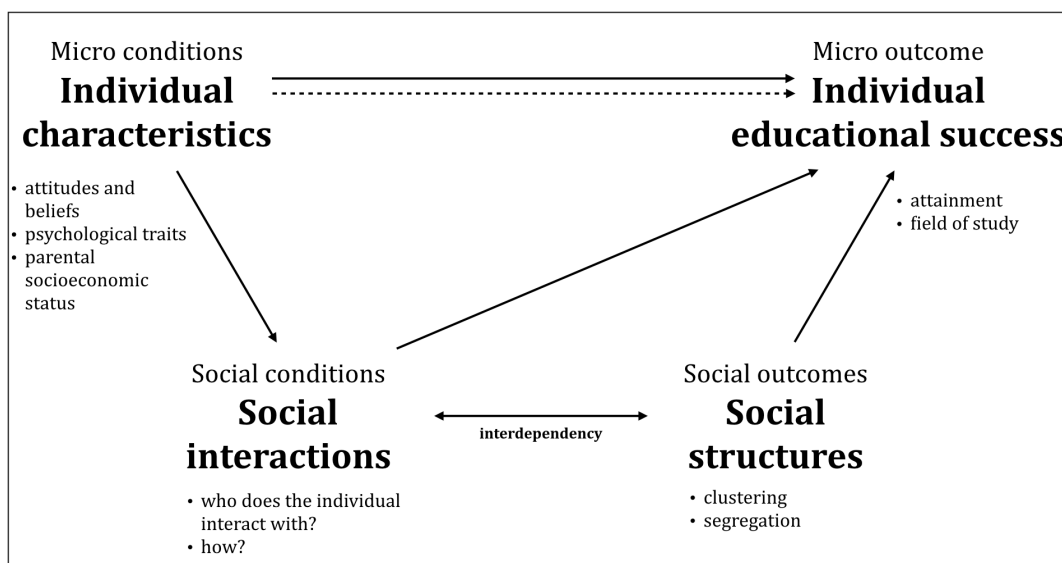 Micro conditions
Individual
characteristics
• attitudes and
beliefs
• psychological traits
• parental
socioeconomic
status
Micro outcome
Individual
educational success
• attainment
• field of study
Social conditions
Social
interactions
• who does the individual
interact with?
• how?
interdependency
Social outcomes
Social
structures
• clustering
• segregation